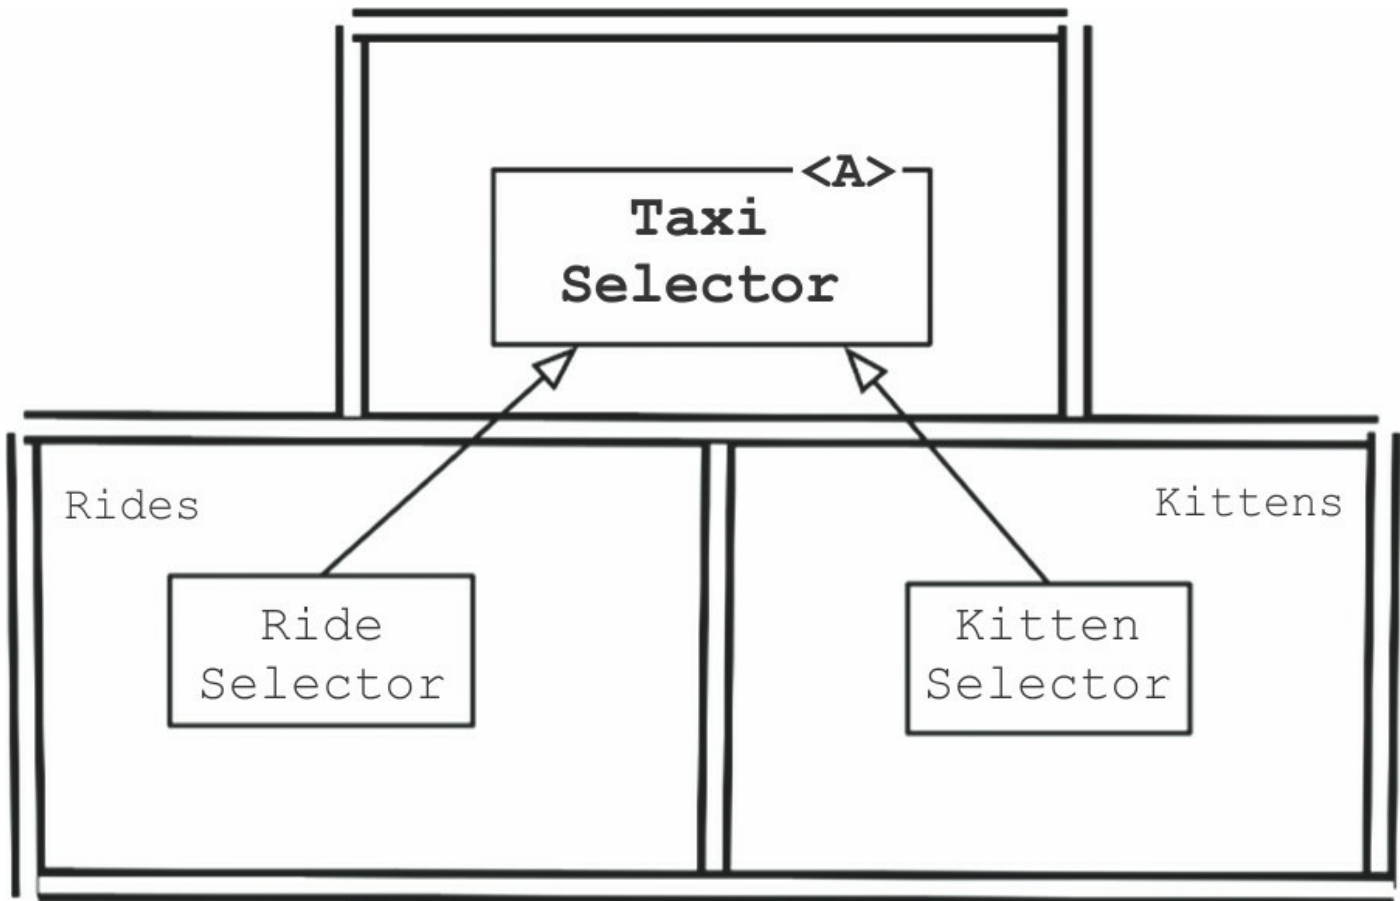 <A>
Taxi
Selector
Rides
Kittens
Ride
Selector
Kitten
Selector